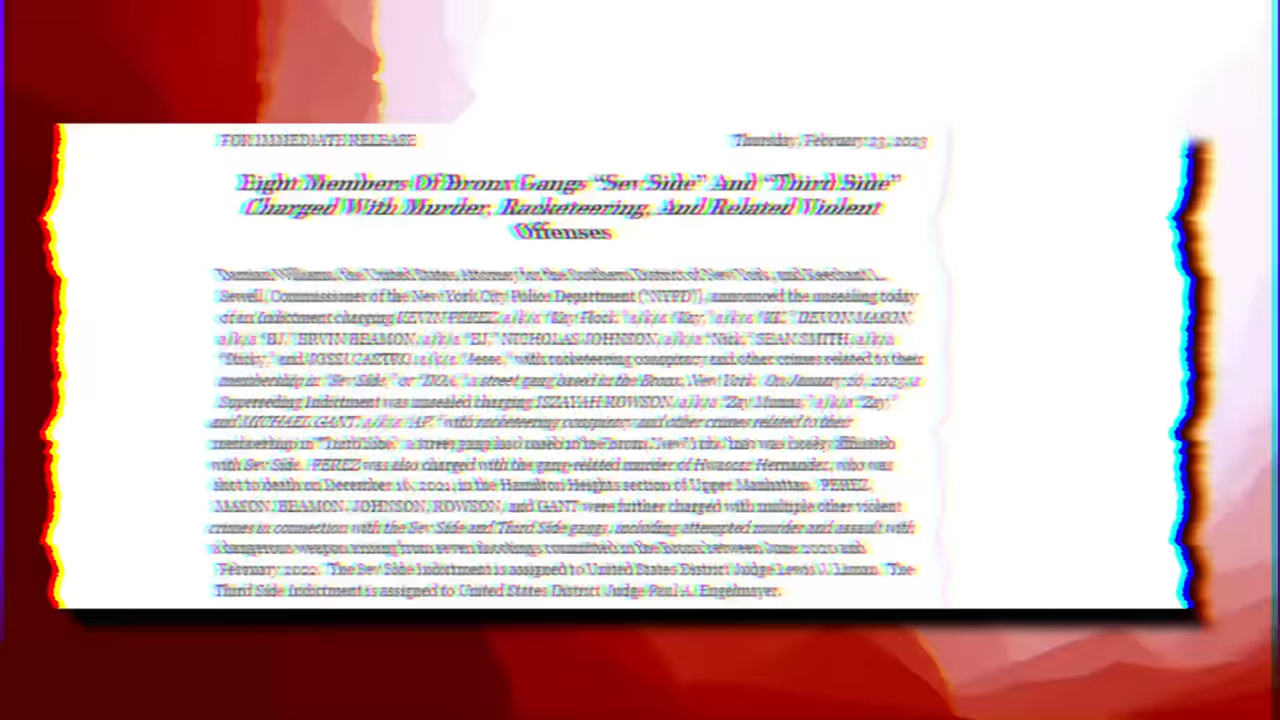 FOR IMMEDIATE RELEASE
Thursday, February 23, 2023
Eight Members Of Bronx Gangs “Sev Side” And “Third Side”
Charged With Murder, Racketeering, And Related Violent
Offenses
Damian Williams, the United States Attorney for the Southern District of New York, and Keechant L.
Sewell, Commissioner of the New York City Police Department (“NYPD”), announced the unsealing today
of an Indictment charging KEVIN PEREZ, a/k/a “Kay Flock,” a/k/a “Kay,” a/k/a “KK,” DEVON MASON,
a/k/a “BJ,” ERVIN BEAMON, a/k/a “EJ,” NICHOLAS JOHNSON, a/k/a “Nick,” SEAN SMITH, a/k/a
and CASTRO, a/k/a “Jesse,” with racketeering conspiracy and other crimes related to their
membership in “Sev Side,” or “DOA,” a street gang based in the Bronx, New York. On January 26, 2023, a
Superseding Indictment was unsealed charging ISZAYAH ROWSON, a/k/a “Zay Munna,” a/k/a “Zay,”
and MICHAEL GANT, a/k/a “AP,” with racketeering conspiracy and other crimes related to their
membership in “Third Side,” a street gang also based in the Bronx, New York, that was closely affiliated
with Sev Side. PEREZ was also charged with the gang-related murder of Hwascar Hernandez, who was
shot to death on December 16, 2021, in the Hamilton Heights section of Upper Manhattan. PEREZ,
MASON, BEAMON, JOHNSON, ROWSON, and GANT were further charged with multiple other violent
crimes in connection with the Sev Side and Third Side gangs, including attempted murder and assault with
a dangerous weapon arising from seven shootings committed in the Bronx between June 2020 and
February 2022. The Sev Side Indictment is assigned to United States District Judge Lewis J. Liman. The
Third Side Indictment is assigned to United States District Judge Paul A. Engelmayer.